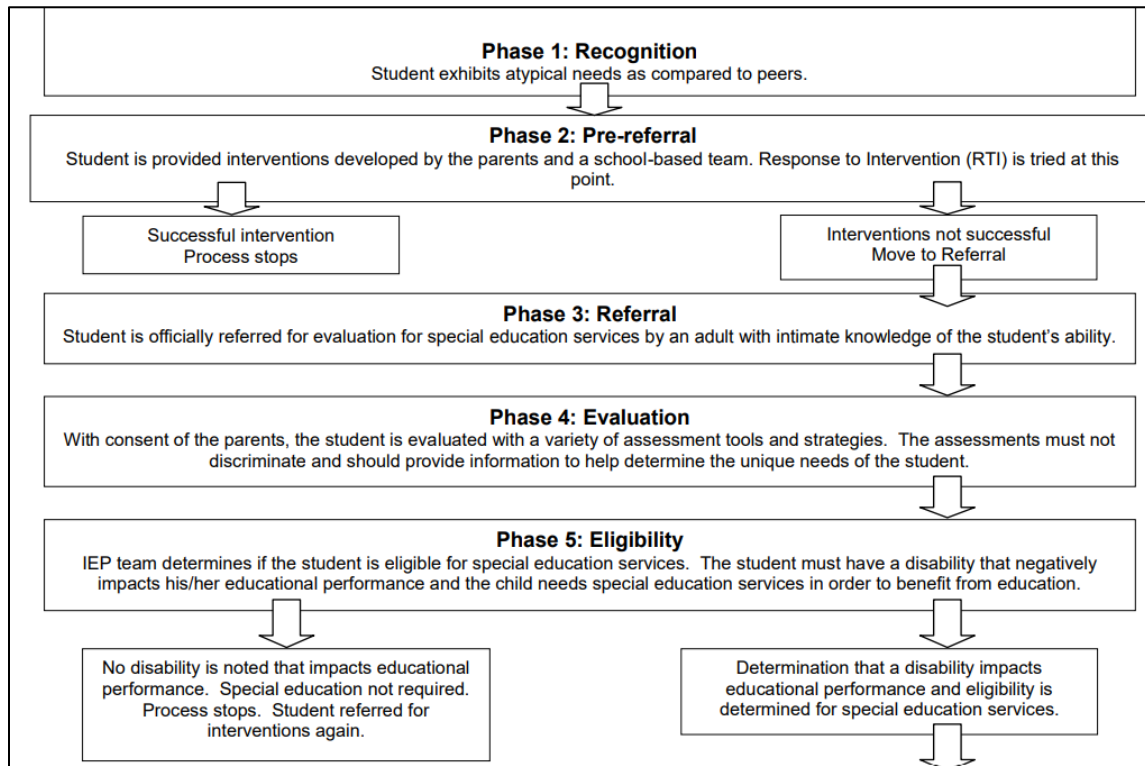 Phase 1: Recognition
Student exhibits atypical needs as compared to peers.
Phase 2: Pre-referral
Student is provided interventions developed by the parents and a school-based team. Response to Intervention (RTI) is tried at this
point.
Successful intervention
Process stops
Interventions not successful
Move to Referral
Phase 3: Referral
Student is officially referred for evaluation for special education services by an adult with intimate knowledge of the student's ability.
Phase 4: Evaluation
With consent of the parents, the student is evaluated with a variety of assessment tools and strategies. The assessments must not
discriminate and should provide information to help determine the unique needs of the student.
Phase 5: Eligibility
IEP team determines if the student is eligible for special education services. The student must have a disability that negatively
impacts his/her educational performance and the child needs special education services in order to benefit from education.
No disability is noted that impacts educational
performance. Special education not required.
Process stops. Student referred for
interventions again.
Determination that a disability impacts
educational performance and eligibility is
determined for special education services.